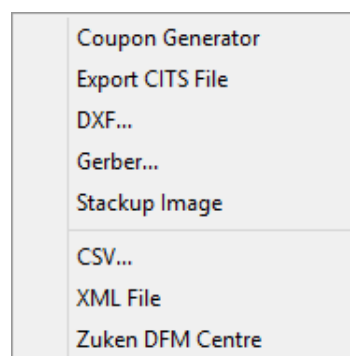 Coupon Generator
Export CITS File
DXF...
Gerber...
Stackup Image
CSV...
XML File
Zuken DFM Centre